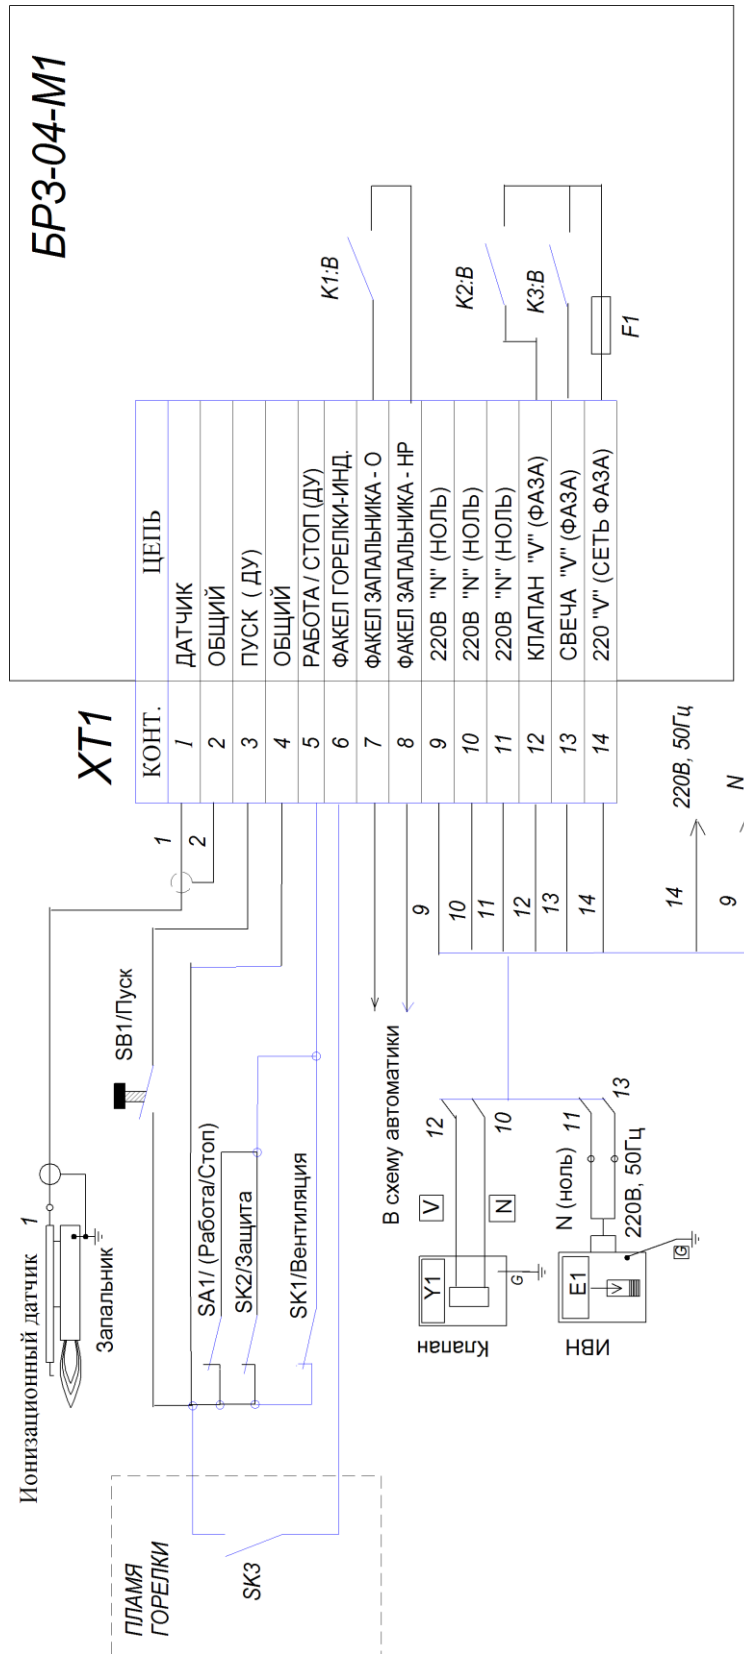 БРЗ-04-М1
ХТ1
КОНТ. ЦЕПЬ
1 ДАТЧИК
2 ОБЩИЙ
3 ПУСК ( ДУ)
4 ОБЩИЙ
5 РАБОТА / СТОП (ДУ)
6 ФАКЕЛ ГОРЕЛКИ-ИНД.
7 ФАКЕЛ ЗАПАЛЬНИКА - О
8 ФАКЕЛ ЗАПАЛЬНИКА - НР
9 220В "N" (НОЛЬ)
10 220В "N" (НОЛЬ)
11 220В "N" (НОЛЬ)
12 КЛАПАН "V" (ФАЗА)
13 СВЕЧА "V" (ФАЗА)
14 220 "V" (СЕТЬ ФАЗА)
К1:В
К2:В
К3:В
F1
1
2
Ионизационный датчик
1
Запальник
SB1/Пуск
SA1/ (Работа/Стоп)
SK2/Защита
SK1/Вентиляция
ПЛАМЯ
ГОРЕЛКИ
SK3
В схему автоматики
9
10
11
12
13
14
14
220В, 50Гц
9
N
12
V
10
N
Y1
G
Клапан
11
13
N (ноль)
220В, 50Гц
E1
V
G
ИВН